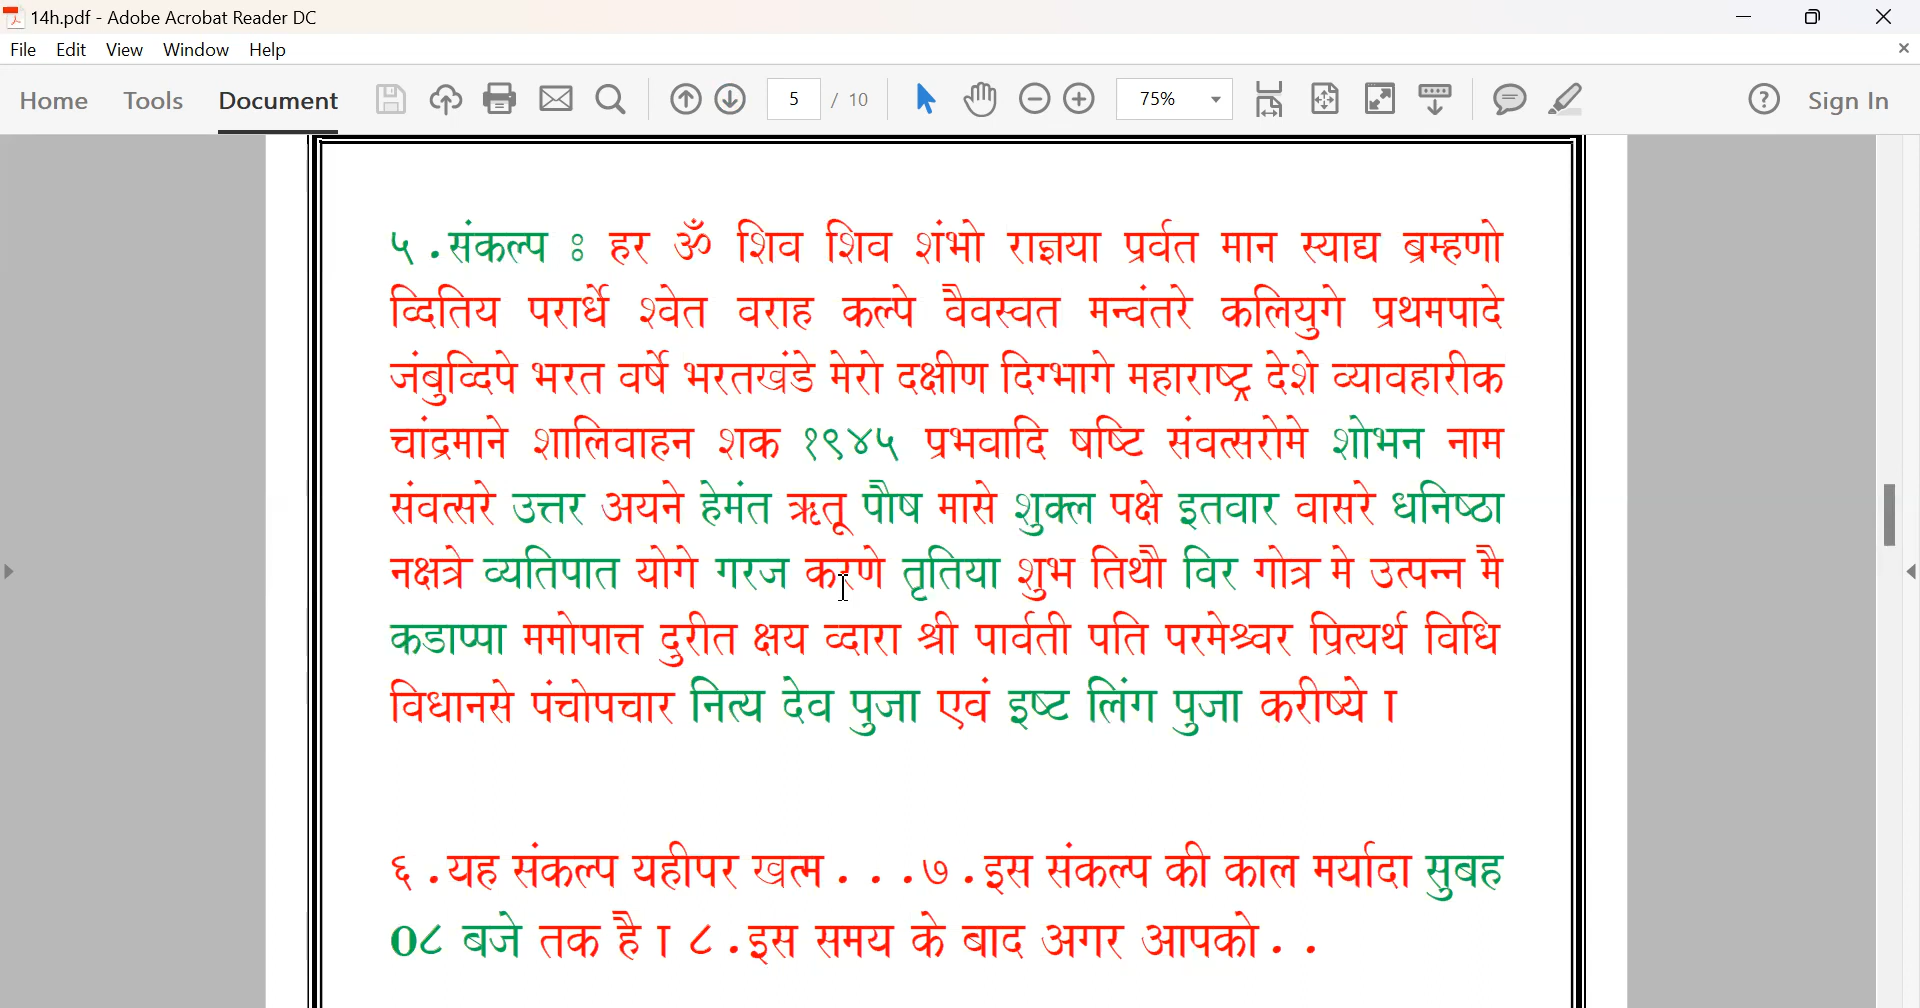 14h.pdf - Adobe Acrobat Reader DC
File Edit View Window Help
Home Tools Document 5 / 10 75% Sign In
५.संकल्प ः हर ॐ शिव शिव शंभो राज्ञया प्रर्वत मान स्याद्य ब्रम्हणो
व्दितिय परार्धे श्वेत वराह कल्पे वैवस्वत मन्वंतरे कलियुगे प्रथमपादे
जंबुव्दिपे भरत वर्षे भरतखंडे मेरो दक्षीण दिग्भागे महाराष्ट्र देशे व्यावहारीक
चांद्रमाने शालिवाहन शक १९४५ प्रभवादि षष्टि संवत्सरोमे शोभन नाम
संवत्सरे उत्तर अयने हेमंत ऋतू पौष मासे शुक्ल पक्षे इतवार वासरे धनिष्ठा
नक्षत्रे व्यतिपात योगे गरज करणे तृतिया शुभ तिथौ विर गोत्र मे उत्पन्न मै
कडाप्पा ममोपात्त दुरीत क्षय व्दारा श्री पार्वती पति परमेश्वर प्रित्यर्थ विधि
विधानसे पंचोपचार नित्य देव पुजा एवं इष्ट लिंग पुजा करीष्ये ।
६.यह संकल्प यहीपर खत्म . . .७.इस संकल्प की काल मर्यादा सुबह
0८ बजे तक है । ८.इस समय के बाद अगर आपको . .